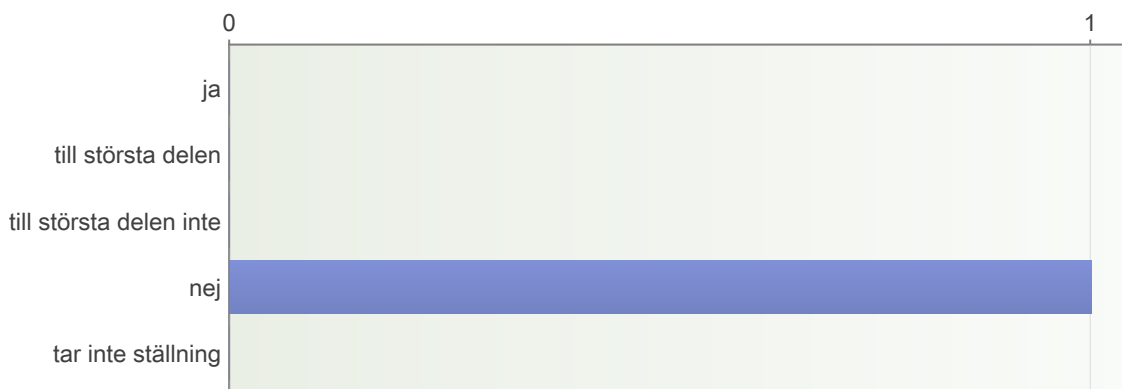 0 1
ja
till största delen
till största delen inte
nej
tar inte ställning